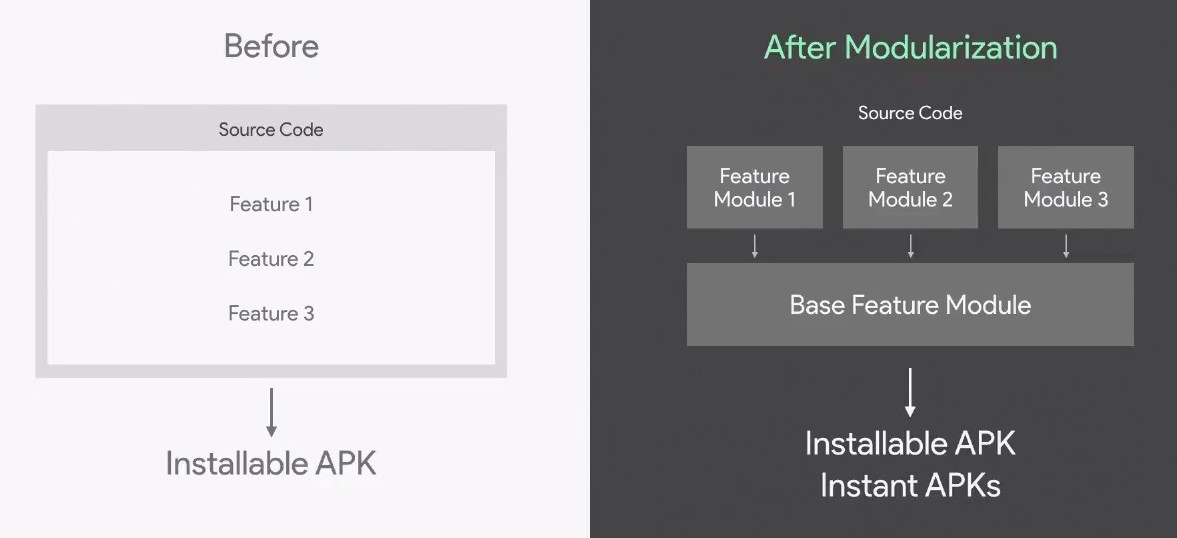 Before
Source Code
Feature 1
Feature 2
Feature 3
Installable APK
After Modularization
Source Code
Feature
Module 1
Feature
Module 2
Feature
Module 3
Base Feature Module
Installable APK
Instant APKs